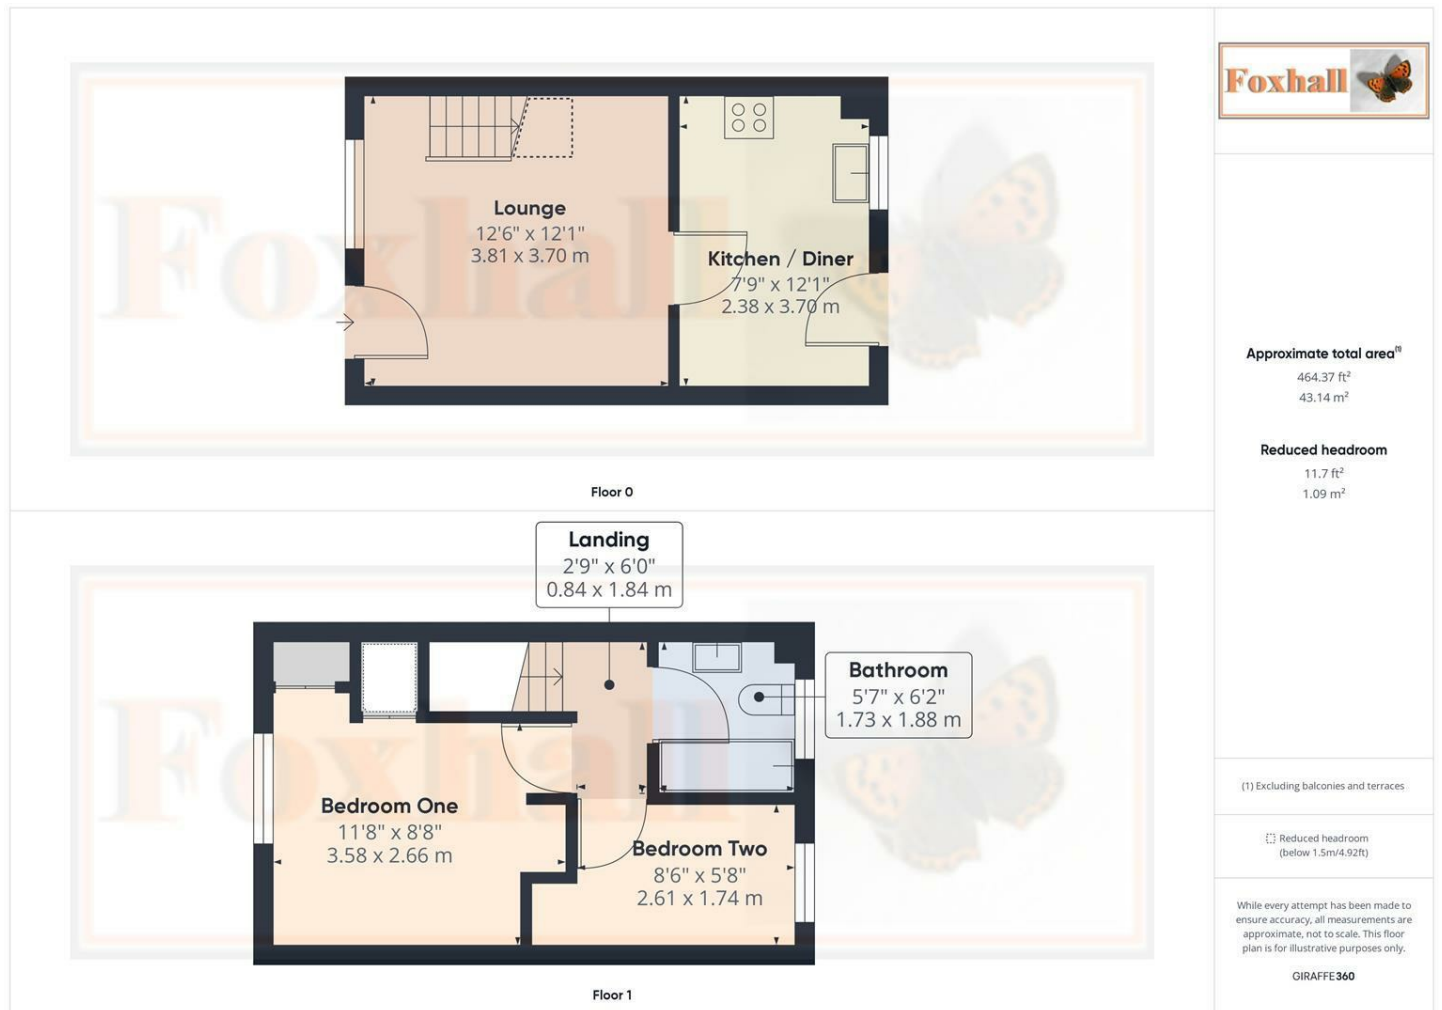 Foxhall
Lounge
12'6" x 12'1"
3.81 x 3.70 m
Kitchen / Diner
7'9" x 12'1"
2.38 x 3.70 m
Foxhall
Floor 0
Landing
2'9" x 6'0"
0.84 x 1.84 m
Bathroom
5'7" x 6'2"
1.73 x 1.88 m
Bedroom One
11'8" x 8'8"
3.58 x 2.66 m
Bedroom Two
8'6" x 5'8"
2.61 x 1.74 m
Foxhall
Floor 1
Approximate total area(1)
464.37 ft²
43.14 m²
Reduced headroom
11.7 ft²
1.09 m²
(1) Excluding balconies and terraces
Reduced headroom
(below 1.5m/4.92ft)
While every attempt has been made to
ensure accuracy, all measurements are
approximate, not to scale. This floor
plan is for illustrative purposes only.
GIRAFFE360